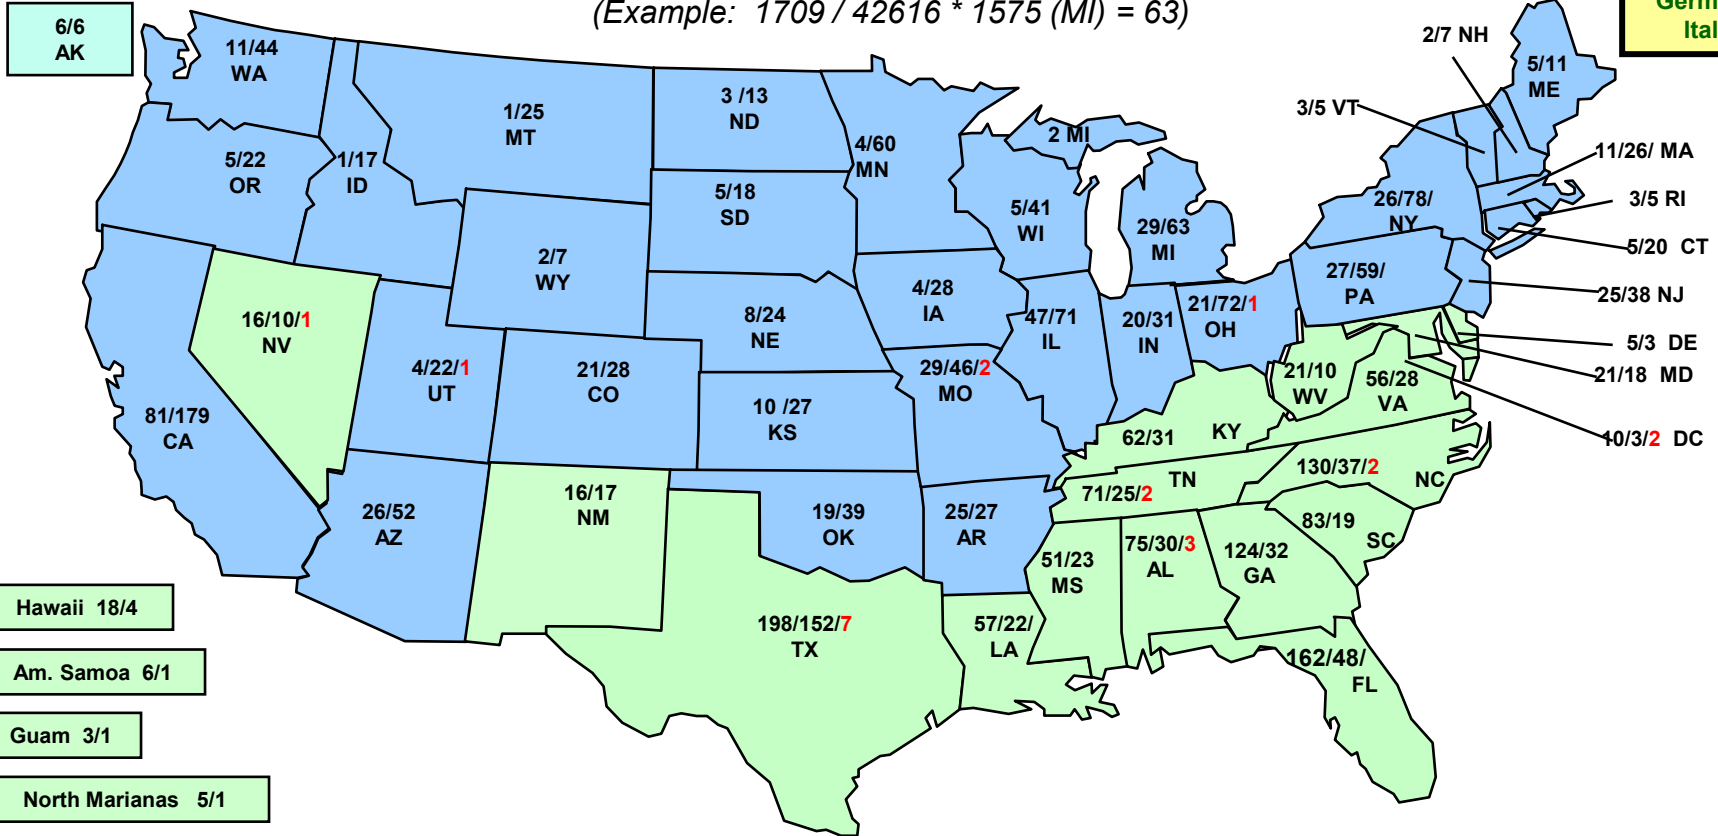 (Example: 1709 / 42616 * 1575 (MI) = 63)
Germ
Ital
6/6
AK
11/44
WA
5/22
OR
1/17
ID
1/25
MT
3 /13
ND
5/18
SD
2/7
WY
8/24
NE
4/60
MN
2 MI
5/41
WI
29/63
MI
4/28
IA
16/10/1
NV
4/22/1
UT
21/28
CO
10 /27
KS
29/46/2
MO
47/71
IL
20/31
IN
21/72/1
OH
27/59/
PA
26/78/
NY
2/7 NH
3/5 VT
5/11
ME
11/26/ MA
3/5 RI
5/20 CT
25/38 NJ
5/3 DE
21/18 MD
10/3/2 DC
21/10
WV
56/28
VA
81/179
CA
26/52
AZ
16/17
NM
19/39
OK
25/27
AR
62/31 KY
71/25/2 TN
130/37/2 NC
83/19
SC
51/23
MS
75/30/3
AL
124/32
GA
198/152/7
TX
57/22/
LA
162/48/
FL
Hawaii 18/4
Am. Samoa 6/1
Guam 3/1
North Marianas 5/1